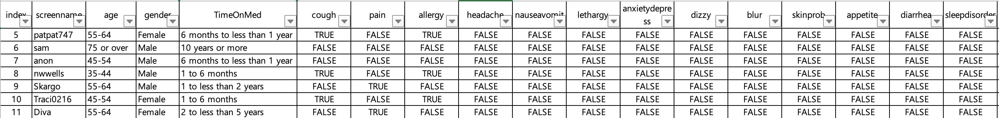 index screenname age gender TimeOnMed cough pain allergy headache nauseavomit lethargy anxietydepress dizzy blur skinprob appetite diarrhea sleepdisorder
5 patpat747 55-64 Female 6 months to less than 1 year TRUE FALSE TRUE FALSE FALSE FALSE FALSE FALSE FALSE FALSE FALSE FALSE FALSE
6 sam 75 or over Male 10 years or more FALSE FALSE FALSE FALSE FALSE FALSE FALSE FALSE FALSE FALSE FALSE FALSE FALSE
7 anon 45-54 Male 6 months to less than 1 year FALSE FALSE FALSE FALSE FALSE FALSE FALSE FALSE FALSE FALSE FALSE FALSE FALSE
8 nwwells 35-44 Male 1 to 6 months TRUE FALSE TRUE FALSE FALSE FALSE FALSE FALSE FALSE FALSE FALSE FALSE FALSE
9 Skargo 55-64 Male 1 to less than 2 years FALSE TRUE FALSE FALSE FALSE FALSE FALSE FALSE FALSE FALSE FALSE FALSE FALSE
10 Traci0216 45-54 Female 1 to 6 months TRUE FALSE TRUE FALSE FALSE FALSE FALSE FALSE FALSE FALSE FALSE FALSE FALSE
11 Diva 55-64 Female 2 to less than 5 years FALSE TRUE FALSE FALSE FALSE FALSE FALSE FALSE FALSE FALSE FALSE FALSE FALSE